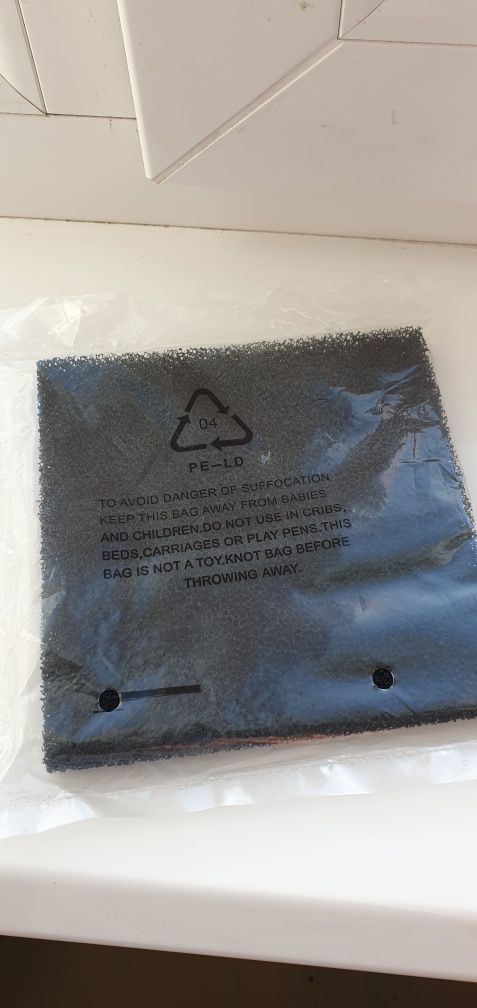 04
PE-LD
TO AVOID DANGER OF SUFFOCATION
KEEP THIS BAG AWAY FROM BABIES
AND CHILDREN.DO NOT USE IN CRIBS,
BEDS,CARRIAGES OR PLAY PENS.THIS
BAG IS NOT A TOY.KNOT BAG BEFORE
THROWING AWAY.